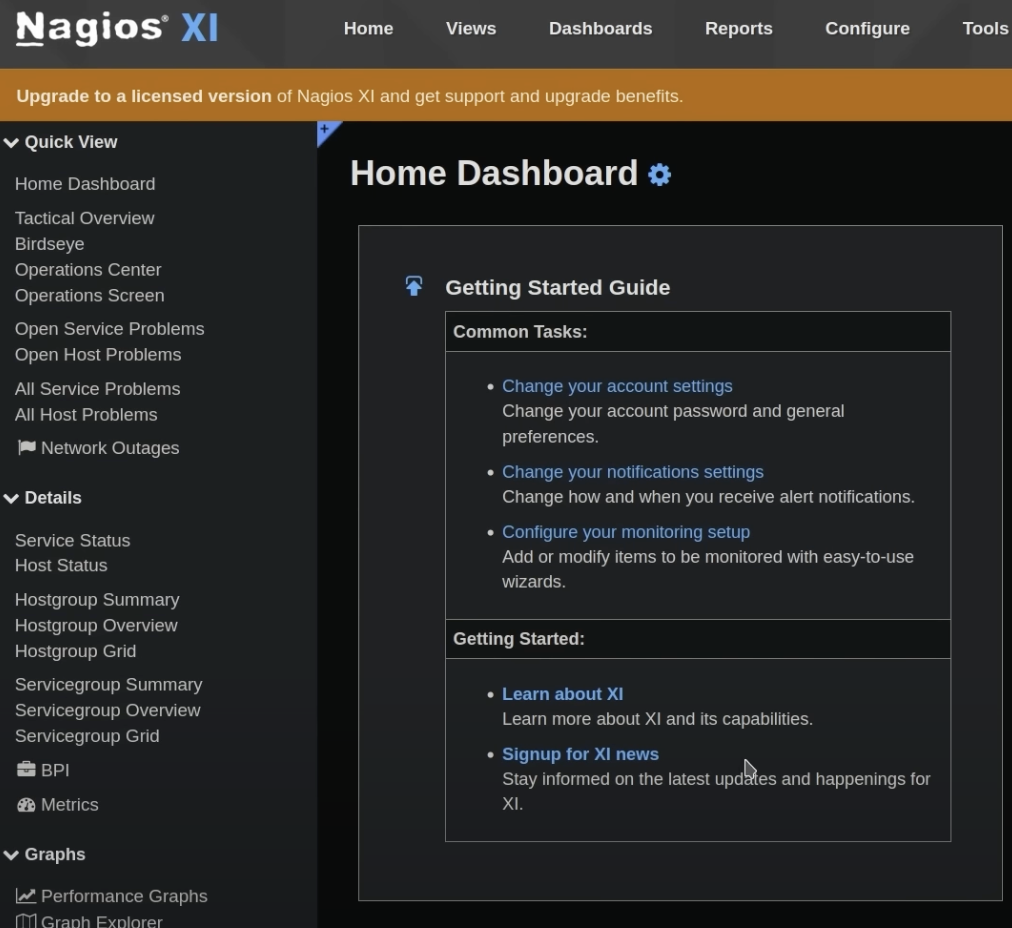 Nagios® XI
Home Views Dashboards Reports Configure Tools
Upgrade to a licensed version of Nagios XI and get support and upgrade benefits.
Quick View
Home Dashboard
Tactical Overview
Birdseye
Operations Center
Operations Screen
Open Service Problems
Open Host Problems
All Service Problems
All Host Problems
Network Outages
Details
Service Status
Host Status
Hostgroup Summary
Hostgroup Overview
Hostgroup Grid
Servicegroup Summary
Servicegroup Overview
Servicegroup Grid
BPI
Metrics
Graphs
Performance Graphs
Graph Explorer
Home Dashboard
Getting Started Guide
Common Tasks:
Change your account settings
Change your account password and general
preferences.
Change your notifications settings
Change how and when you receive alert notifications.
Configure your monitoring setup
Add or modify items to be monitored with easy-to-use
wizards.
Getting Started:
Learn about XI
Learn more about XI and its capabilities.
Signup for XI news
Stay informed on the latest updates and happenings for
XI.